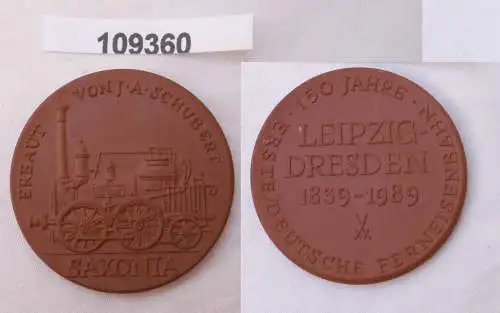 109360
ERBAUT VON J·A·SCHUBERT
SAXONIA
150 JAHRE · ERSTE DEUTSCHE FERNEISENBAHN ·
LEIPZIG-
DRESDEN
1839-1989